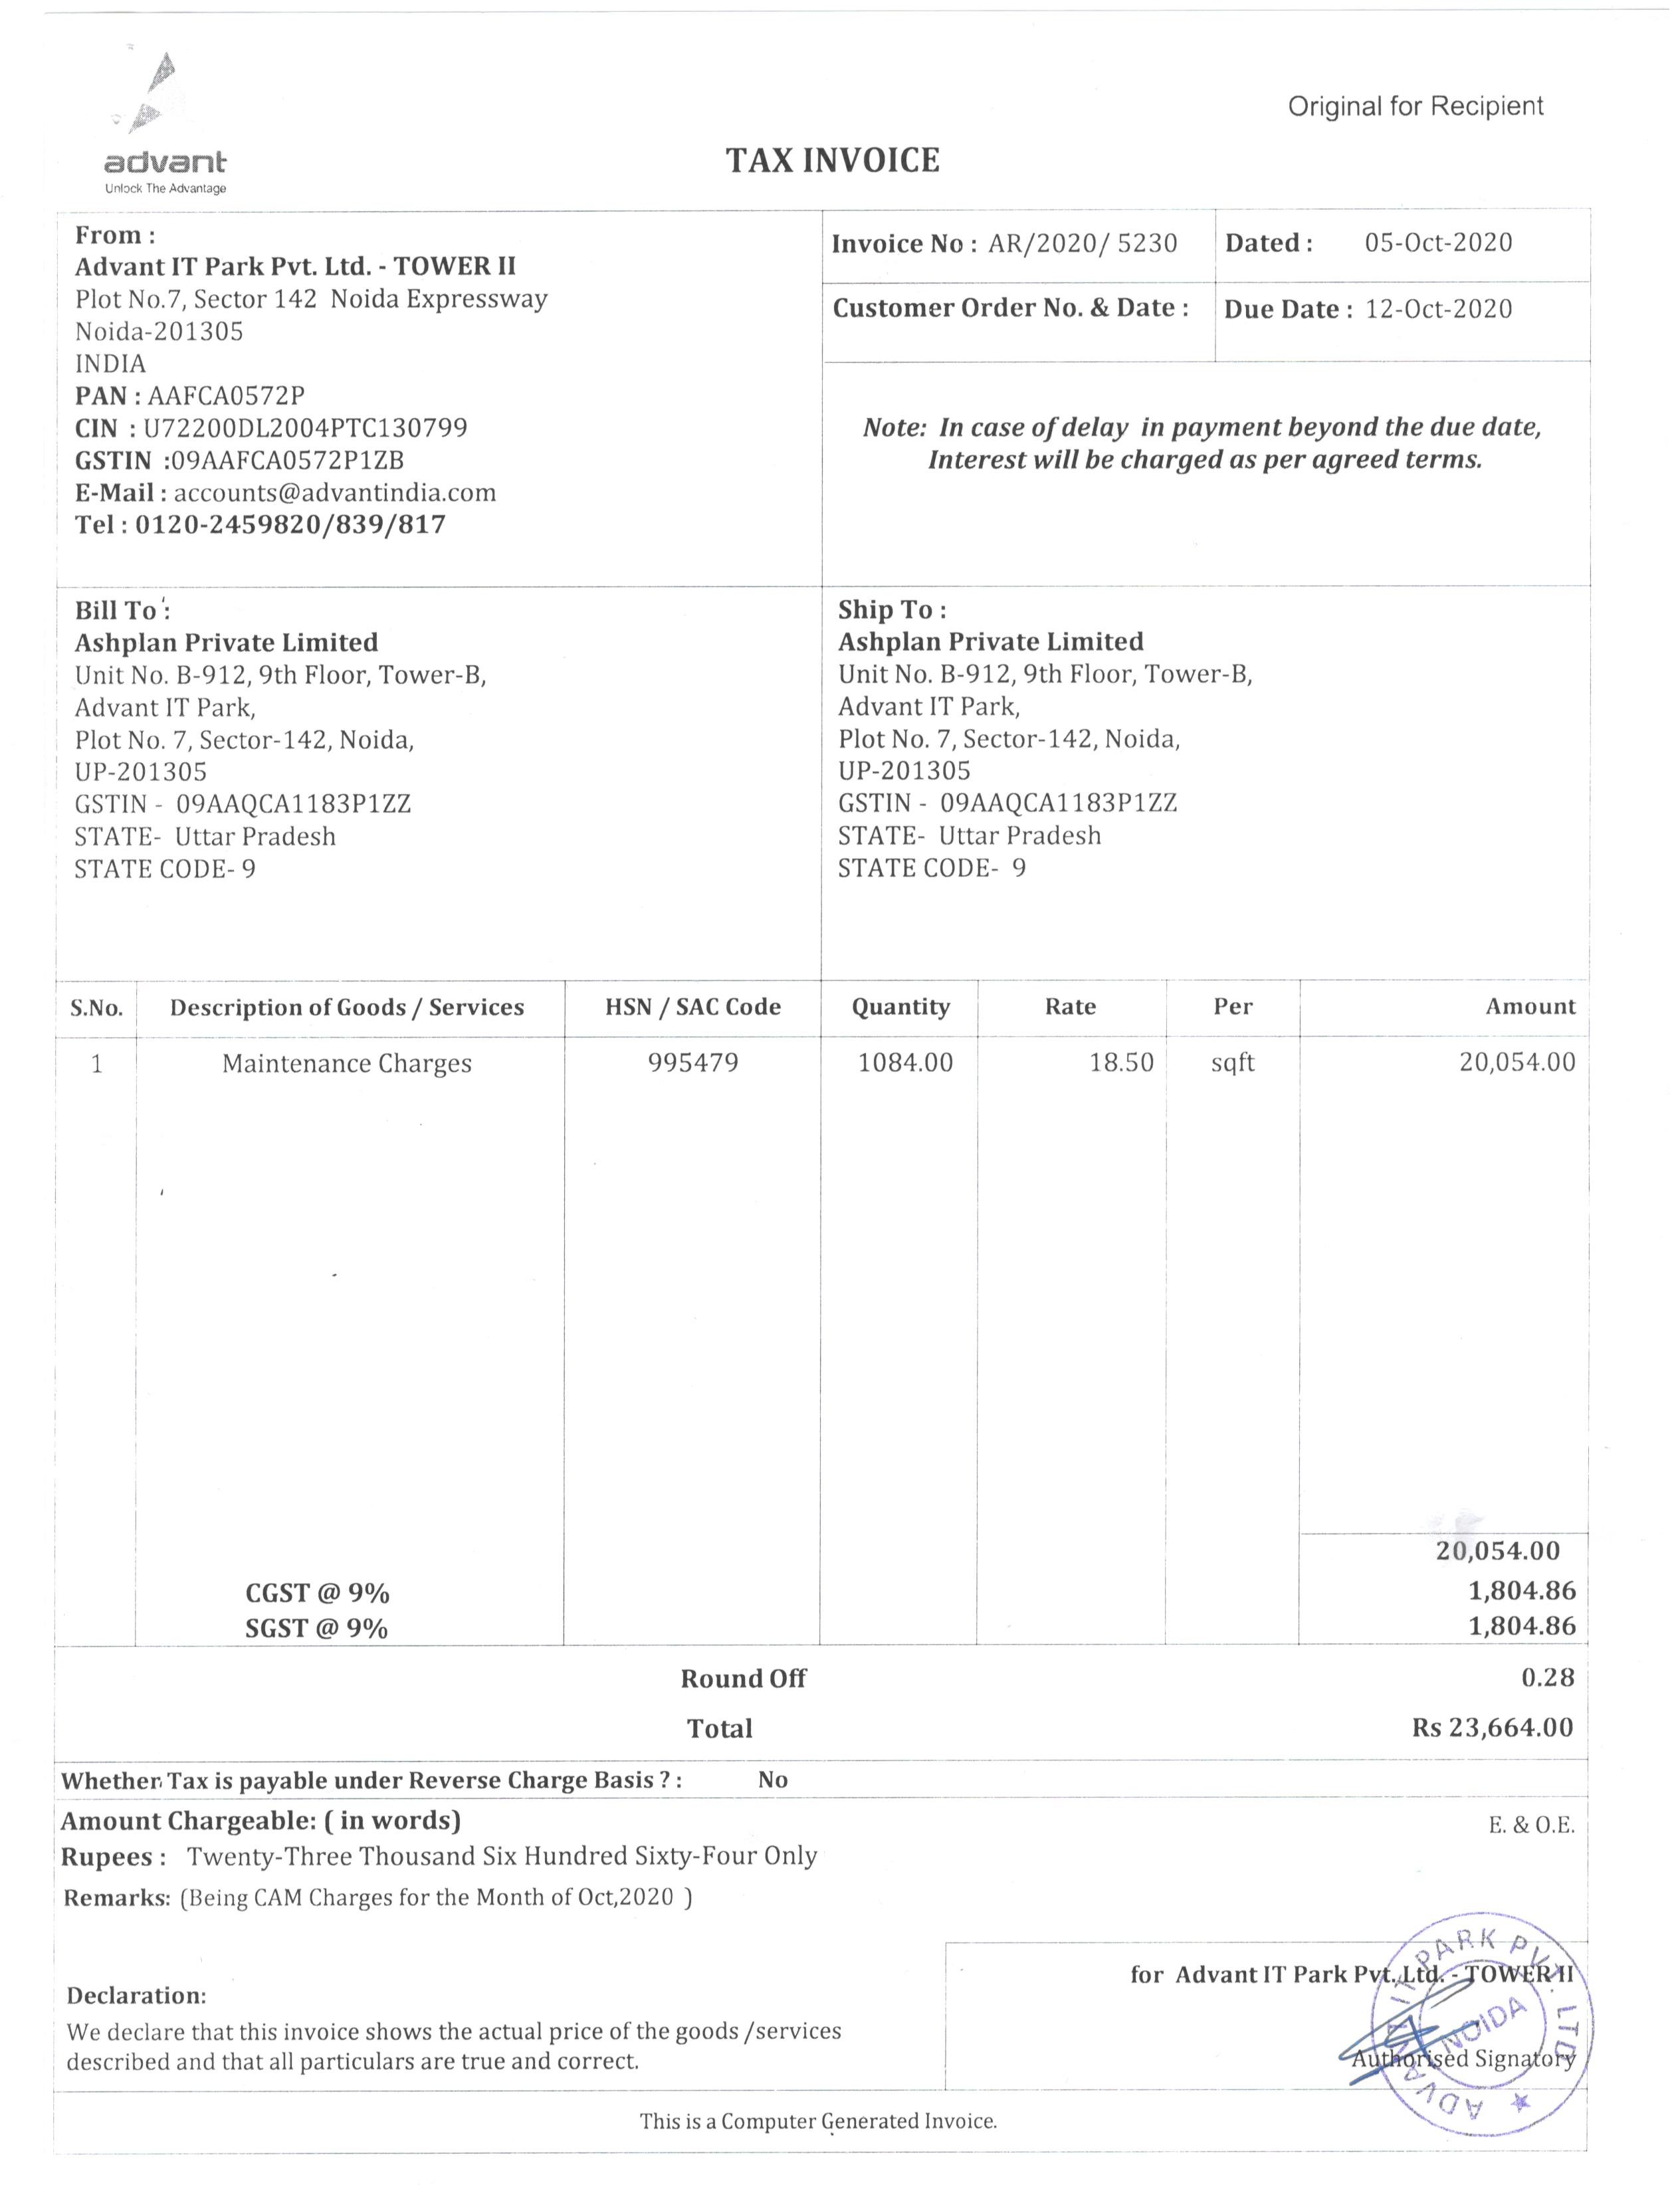 advant
Unlock The Advantage
Original for Recipient
TAX INVOICE
From :
Advant IT Park Pvt. Ltd. - TOWER II
Plot No.7, Sector 142 Noida Expressway
Noida-201305
INDIA
PAN : AAFCA0572P
CIN : U72200DL2004PTC130799
GSTIN :09AAFCA0572P1ZB
E-Mail : accounts@advantindia.com
Tel : 0120-2459820/839/817
Invoice No : AR/2020/ 5230 Dated : 05-Oct-2020
Customer Order No. & Date : Due Date : 12-Oct-2020
Note: In case of delay in payment beyond the due date,
Interest will be charged as per agreed terms.
Bill To :
Ashplan Private Limited
Unit No. B-912, 9th Floor, Tower-B,
Advant IT Park,
Plot No. 7, Sector-142, Noida,
UP-201305
GSTIN - 09AAQCA1183P1ZZ
STATE- Uttar Pradesh
STATE CODE- 9
Ship To :
Ashplan Private Limited
Unit No. B-912, 9th Floor, Tower-B,
Advant IT Park,
Plot No. 7, Sector-142, Noida,
UP-201305
GSTIN - 09AAQCA1183P1ZZ
STATE- Uttar Pradesh
STATE CODE- 9
S.No. Description of Goods / Services HSN / SAC Code Quantity Rate Per Amount
1 Maintenance Charges 995479 1084.00 18.50 sqft 20,054.00
20,054.00
CGST @ 9% 1,804.86
SGST @ 9% 1,804.86
Round Off 0.28
Total Rs 23,664.00
Whether Tax is payable under Reverse Charge Basis ? : No
Amount Chargeable: ( in words) E. & O.E.
Rupees : Twenty-Three Thousand Six Hundred Sixty-Four Only
Remarks: (Being CAM Charges for the Month of Oct,2020 )
Declaration:
We declare that this invoice shows the actual price of the goods /services
described and that all particulars are true and correct.
for Advant IT Park Pvt. Ltd. - TOWER II
Authorised Signatory
ADVANT IT PARK PVT. LTD.
NOIDA
This is a Computer Generated Invoice.